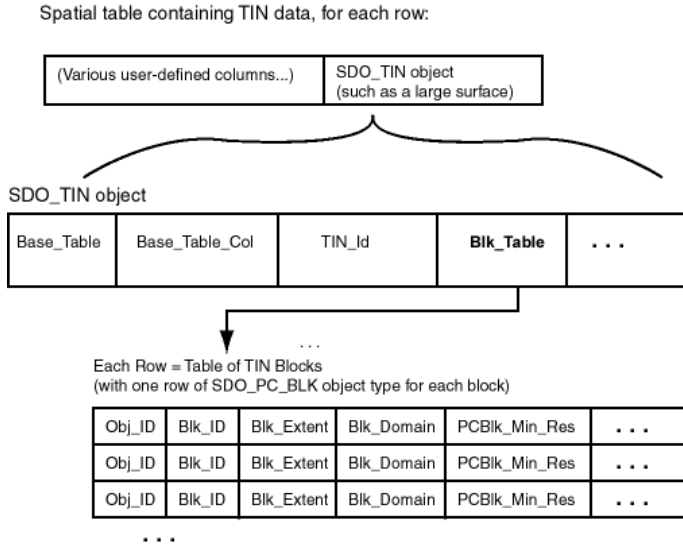 Spatial table containing TIN data, for each row:
(Various user-defined columns...) SDO_TIN object
(such as a large surface)
SDO_TIN object
Base_Table Base_Table_Col TIN_Id Blk_Table . . .
. . .
Each Row = Table of TIN Blocks
(with one row of SDO_PC_BLK object type for each block)
Obj_ID Blk_ID Blk_Extent Blk_Domain PCBlk_Min_Res . . .
Obj_ID Blk_ID Blk_Extent Blk_Domain PCBlk_Min_Res . . .
Obj_ID Blk_ID Blk_Extent Blk_Domain PCBlk_Min_Res . . .
. . .